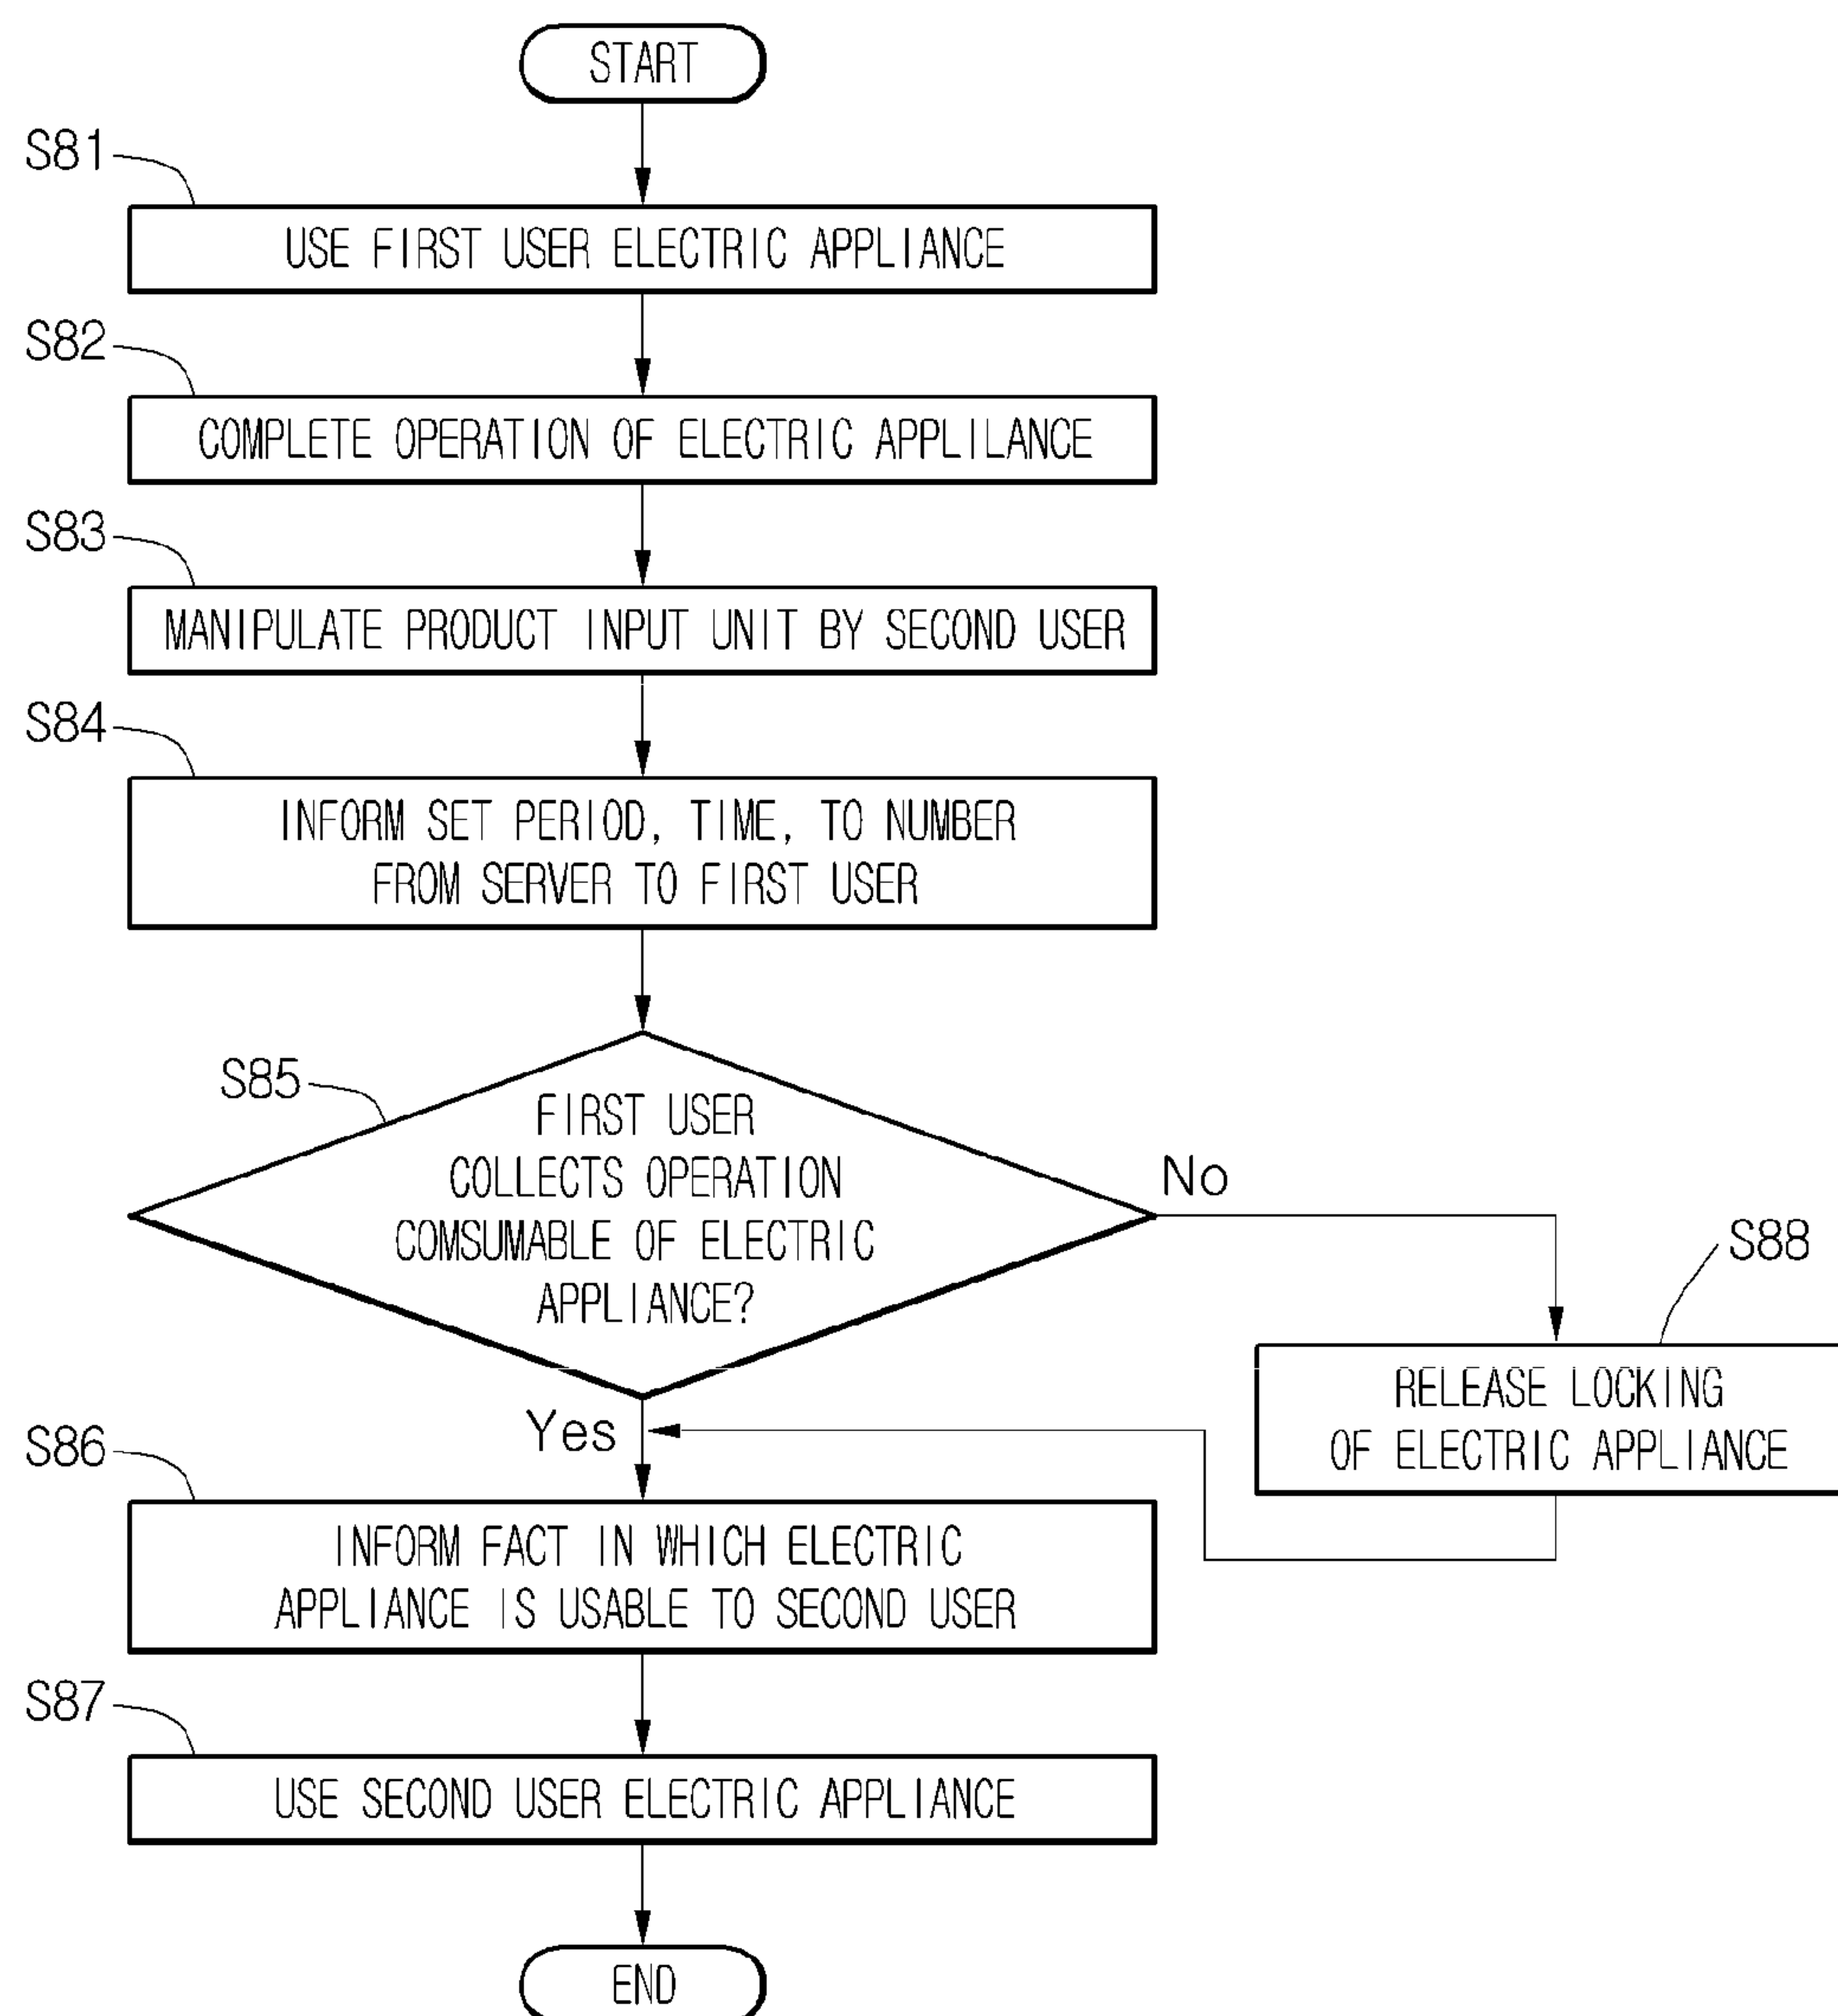 START
S81
USE FIRST USER ELECTRIC APPLIANCE
S82
COMPLETE OPERATION OF ELECTRIC APPLILANCE
S83
MANIPULATE PRODUCT INPUT UNIT BY SECOND USER
S84
INFORM SET PERIOD, TIME, TO NUMBER
FROM SERVER TO FIRST USER
S85
FIRST USER
COLLECTS OPERATION
COMSUMABLE OF ELECTRIC
APPLIANCE?
No
S88
RELEASE LOCKING
OF ELECTRIC APPLIANCE
Yes
S86
INFORM FACT IN WHICH ELECTRIC
APPLIANCE IS USABLE TO SECOND USER
S87
USE SECOND USER ELECTRIC APPLIANCE
END